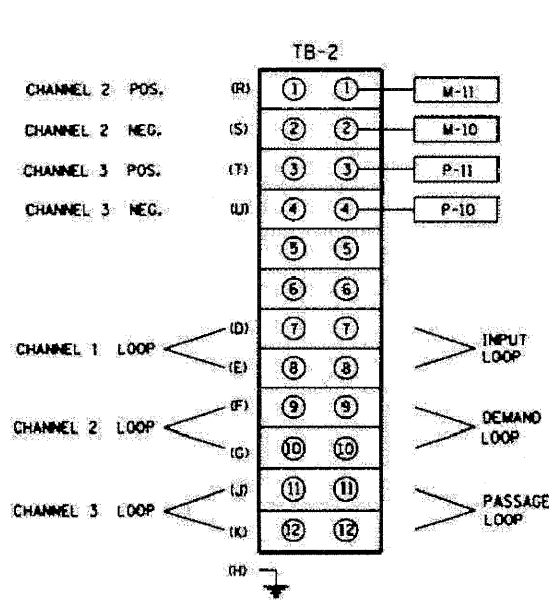 TB-2
CHANNEL 2 POS. (R) 1 1 M-11
CHANNEL 2 NEG. (S) 2 2 M-10
CHANNEL 3 POS. (T) 3 3 P-11
CHANNEL 3 NEG. (U) 4 4 P-10
5 5
6 6
(D) 7 7
CHANNEL 1 LOOP
INPUT
LOOP
(E) 8 8
(F) 9 9
CHANNEL 2 LOOP
DEMAND
LOOP
(G) 10 10
(J) 11 11
CHANNEL 3 LOOP
PASSAGE
LOOP
(K) 12 12
(H)